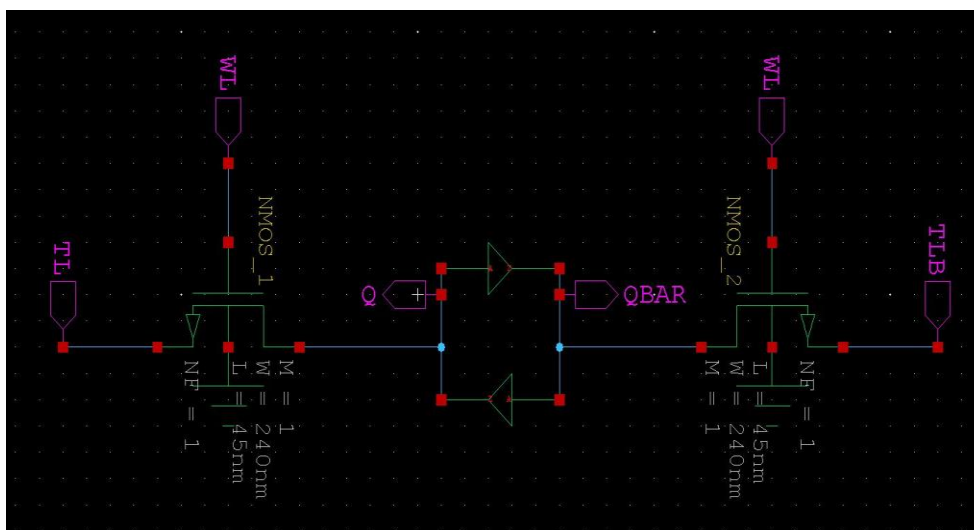 WL
WL
NMOS_1
NMOS_2
TL
TLB
Q
QBAR
M = 1
W = 240nm
L = 45nm
NF = 1
NF = 1
L = 45nm
W = 240nm
M = 1